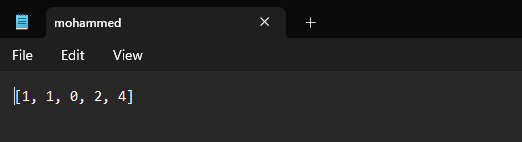 mohammed
File Edit View
[1, 1, 0, 2, 4]